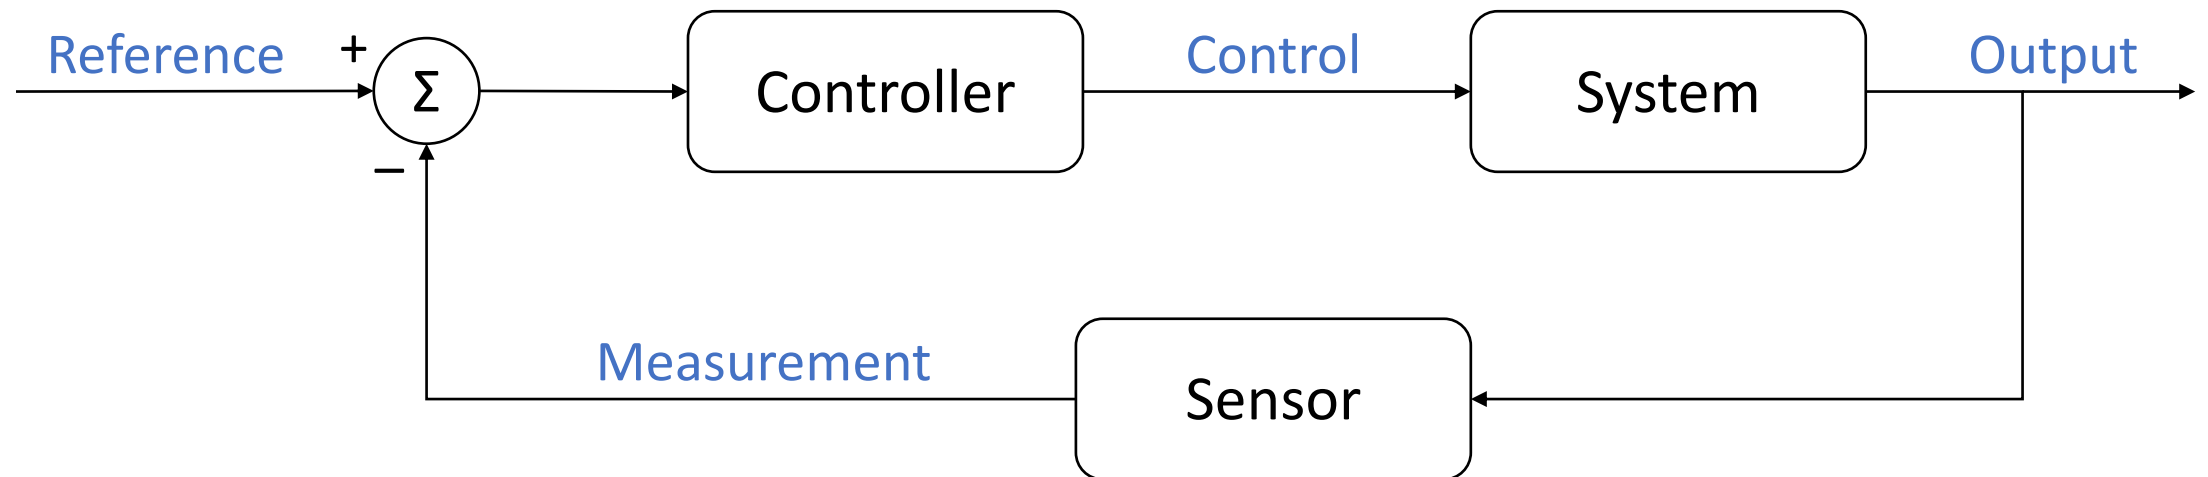 Reference
+
Σ
Controller
Control
System
Output
−
Measurement
Sensor